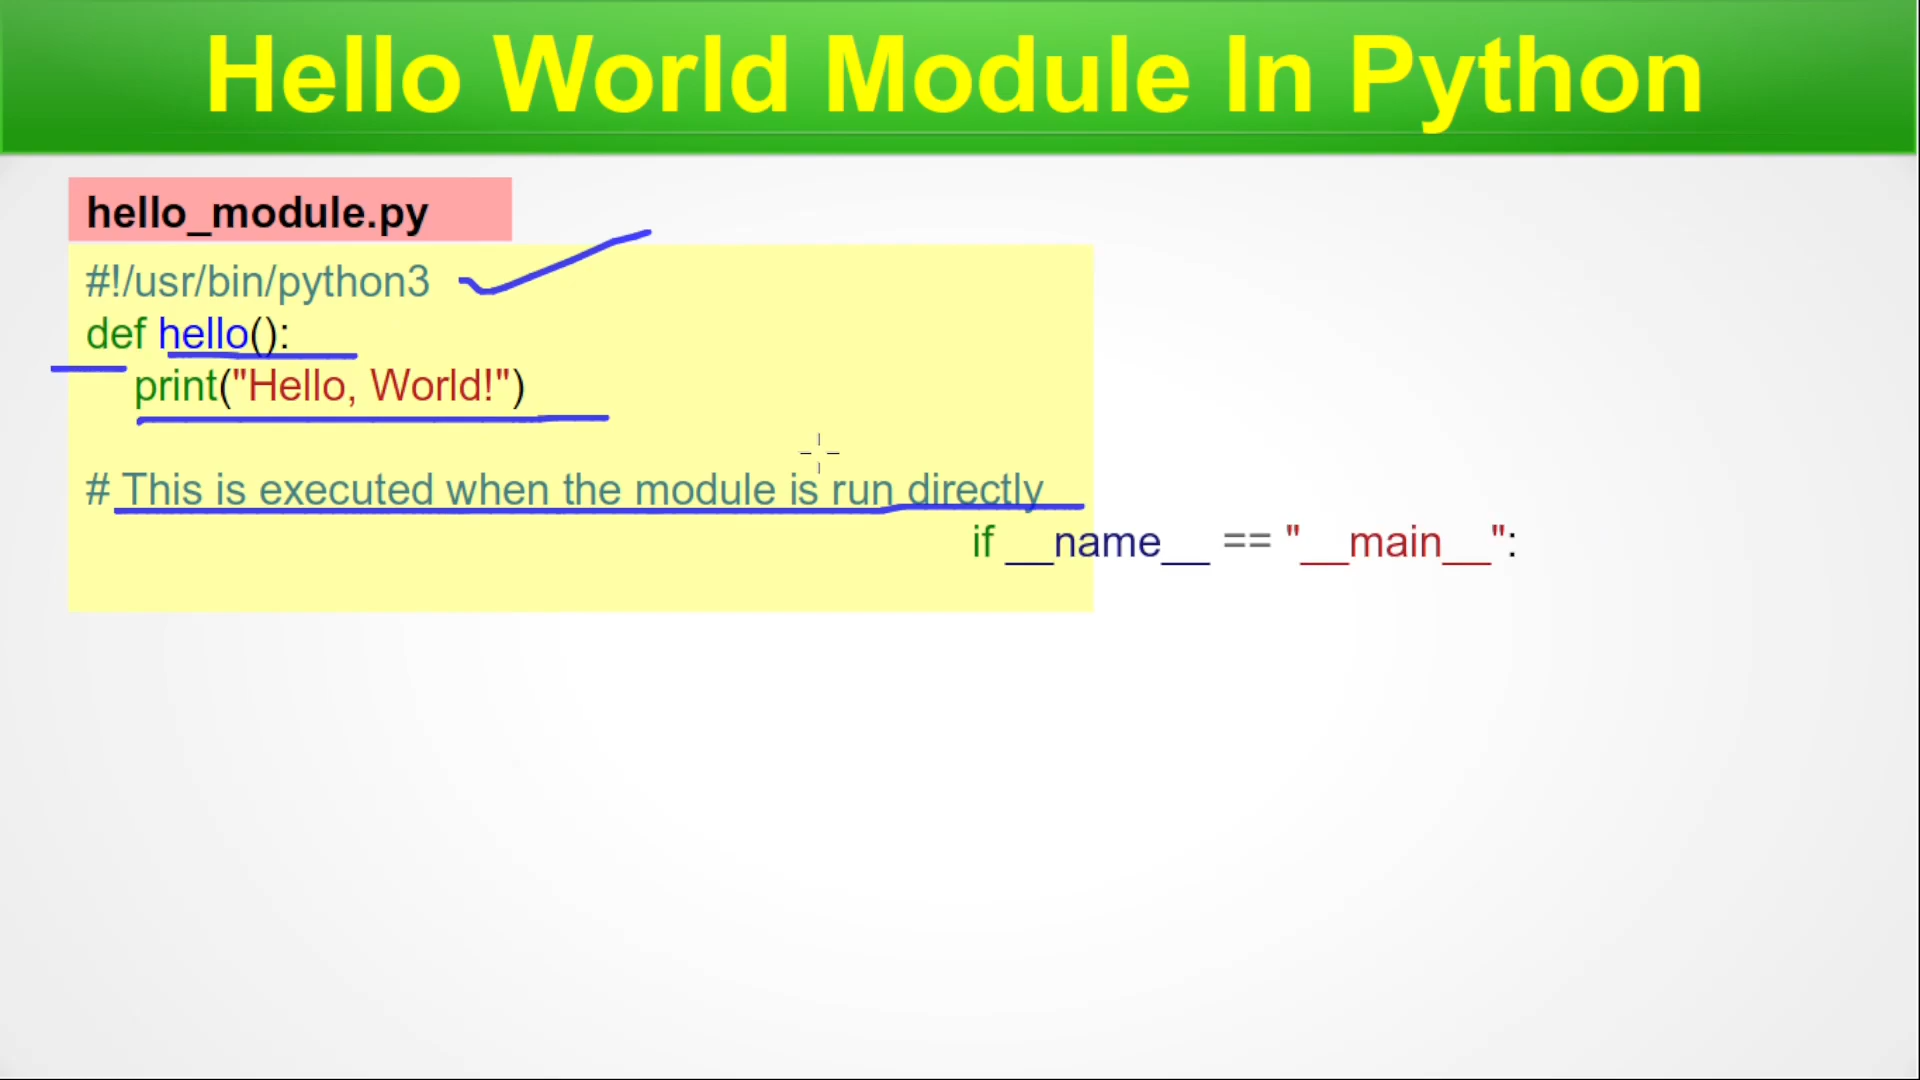 Hello World Module In Python
hello_module.py
#!/usr/bin/python3
def hello():
print("Hello, World!")
# This is executed when the module is run directly
if __name__ == "__main__":